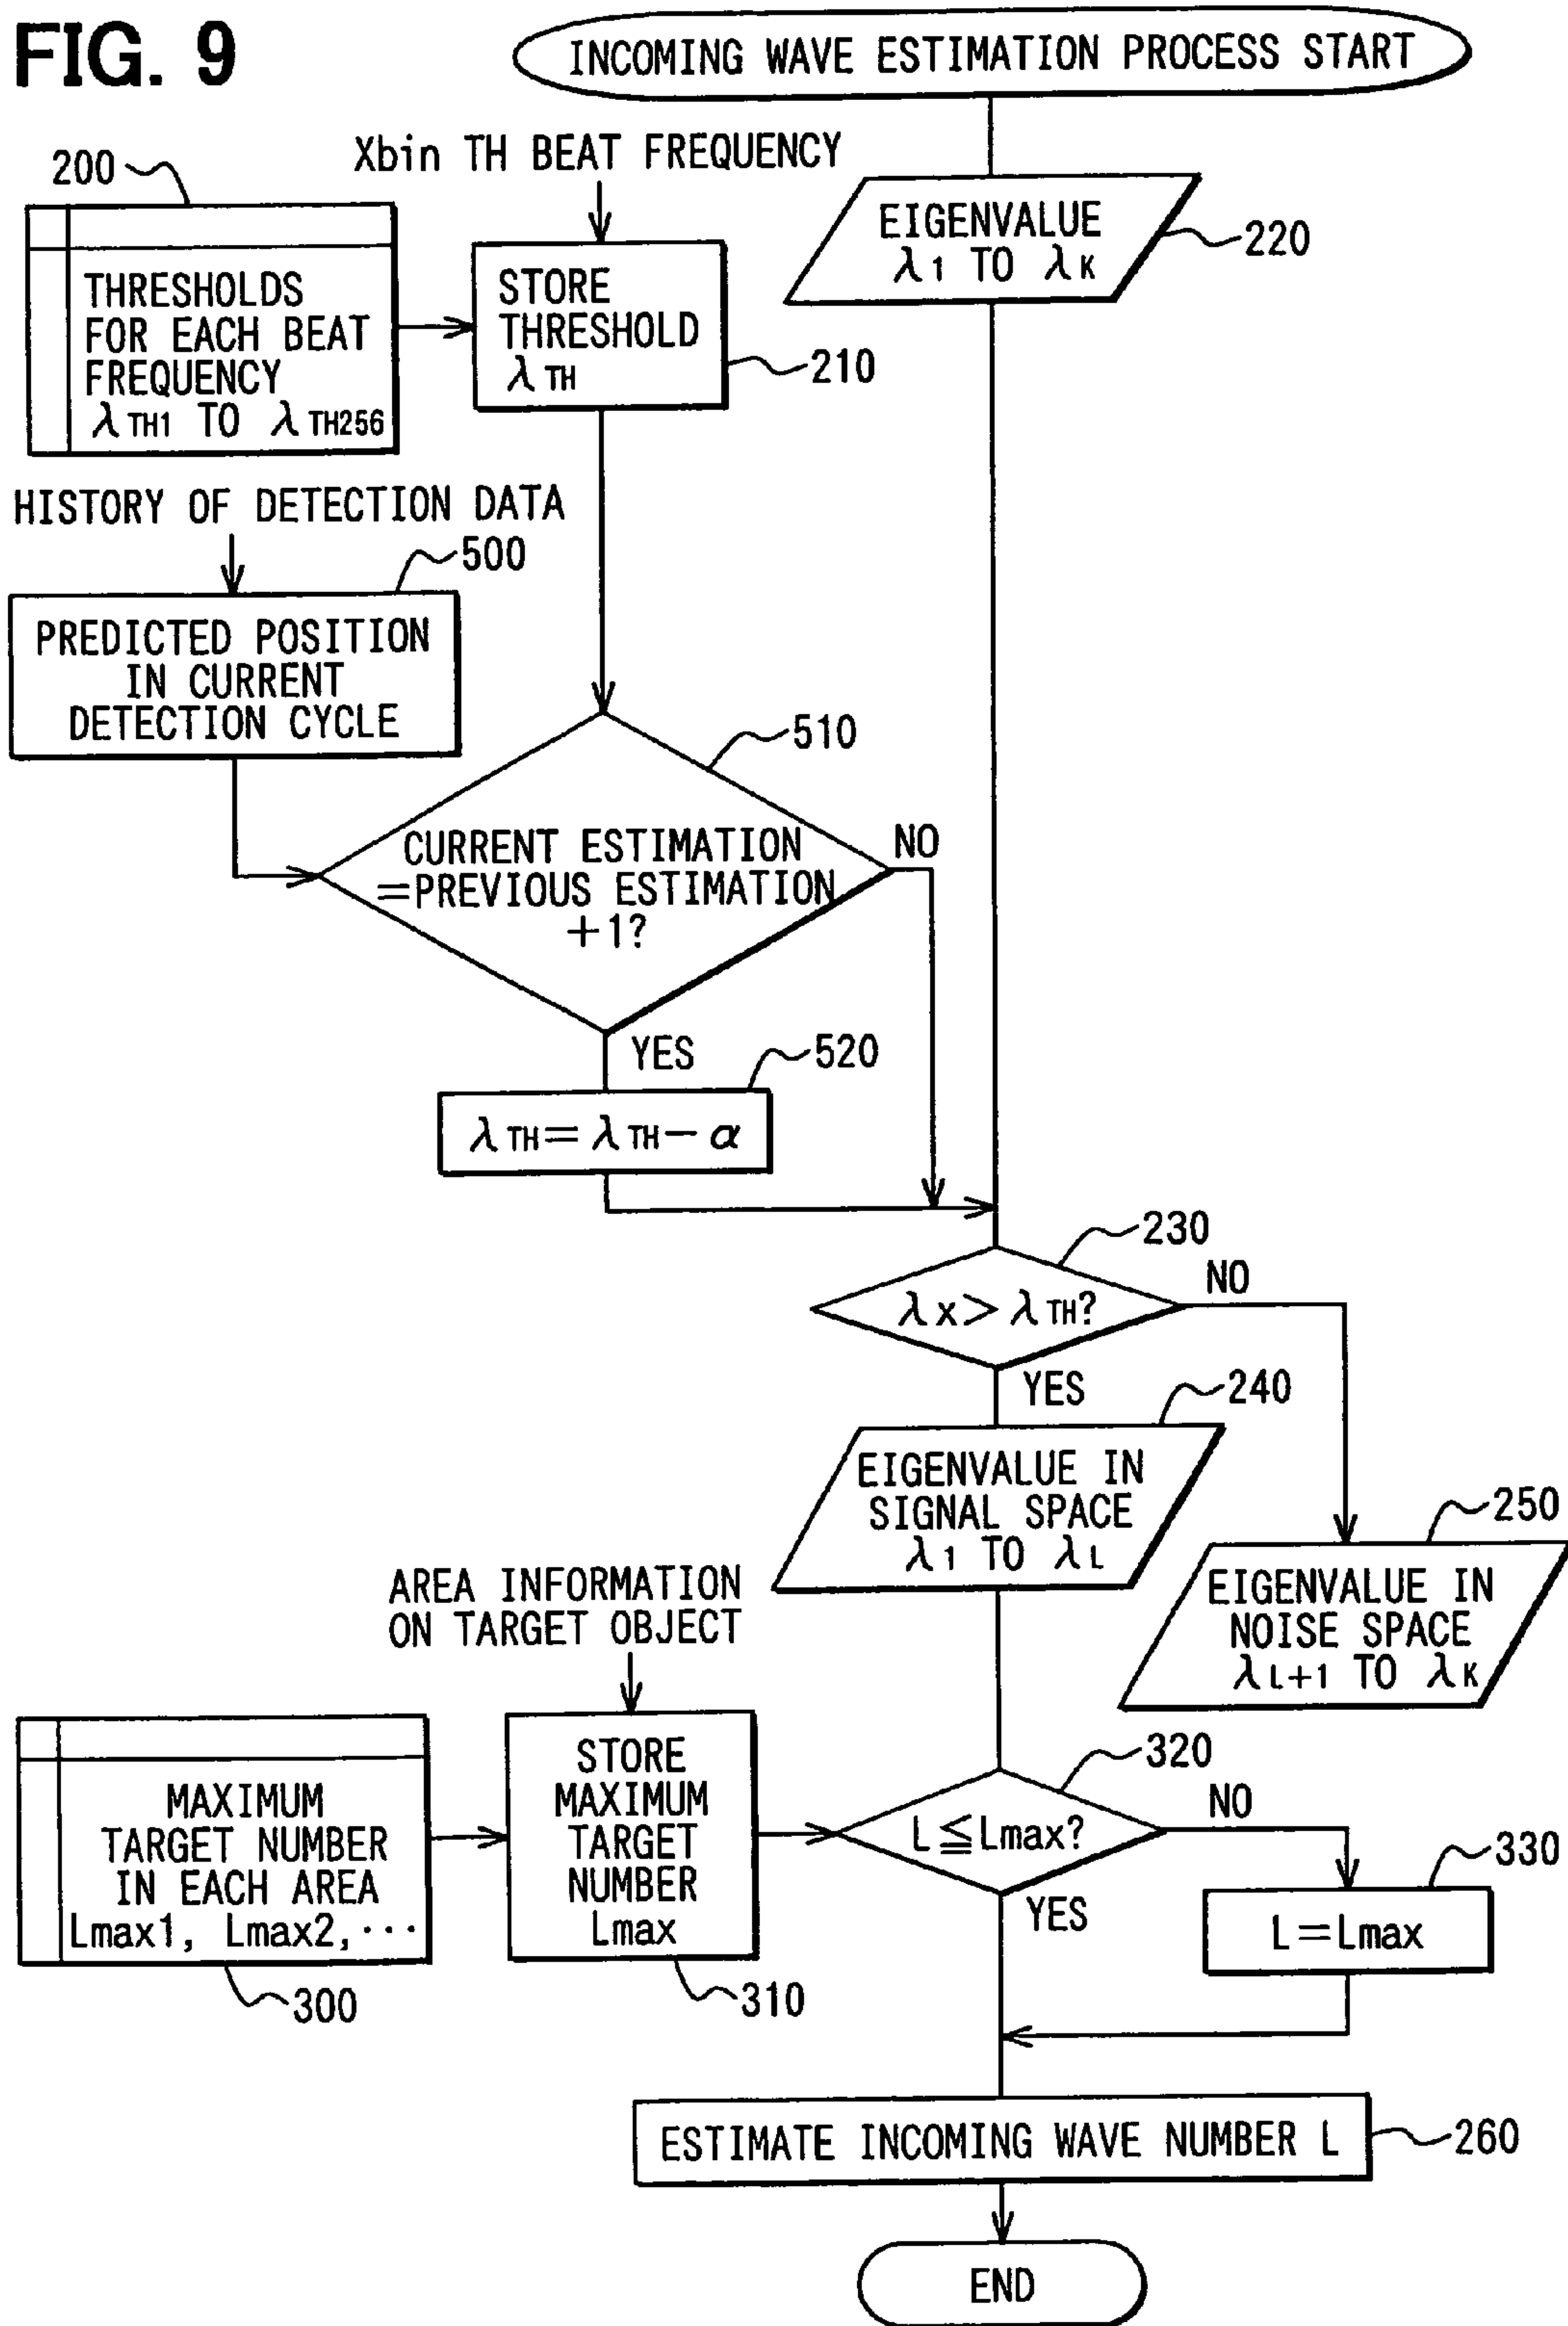 FIG. 9
INCOMING WAVE ESTIMATION PROCESS START
Xbin TH BEAT FREQUENCY
200
THRESHOLDS
FOR EACH BEAT
FREQUENCY
λTH1 TO λTH256
STORE
THRESHOLD
λTH
210
EIGENVALUE
λ1 TO λK
220
HISTORY OF DETECTION DATA
500
PREDICTED POSITION
IN CURRENT
DETECTION CYCLE
510
CURRENT ESTIMATION
=PREVIOUS ESTIMATION
+1?
NO
YES
520
λTH=λTH-α
230
λx>λTH?
NO
YES
240
EIGENVALUE IN
SIGNAL SPACE
λ1 TO λL
250
EIGENVALUE IN
NOISE SPACE
λL+1 TO λK
AREA INFORMATION
ON TARGET OBJECT
MAXIMUM
TARGET NUMBER
IN EACH AREA
Lmax1, Lmax2, ···
300
STORE
MAXIMUM
TARGET
NUMBER
Lmax
310
320
L≦Lmax?
NO
YES
330
L=Lmax
ESTIMATE INCOMING WAVE NUMBER L
260
END